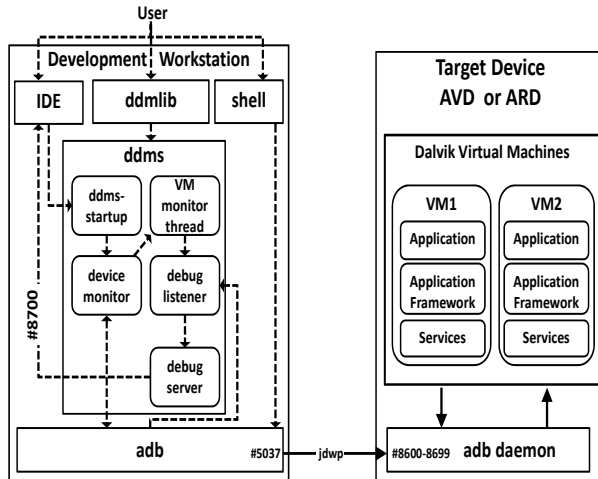 User
Development Workstation
IDE
ddmlib
shell
ddms
ddms-
startup
VM
monitor
thread
device
monitor
debug
listener
debug
server
#8700
adb
#5037
jdwp
Target Device
AVD or ARD
Dalvik Virtual Machines
VM1
Application
Application
Framework
Services
VM2
Application
Application
Framework
Services
#8600-8699
adb daemon